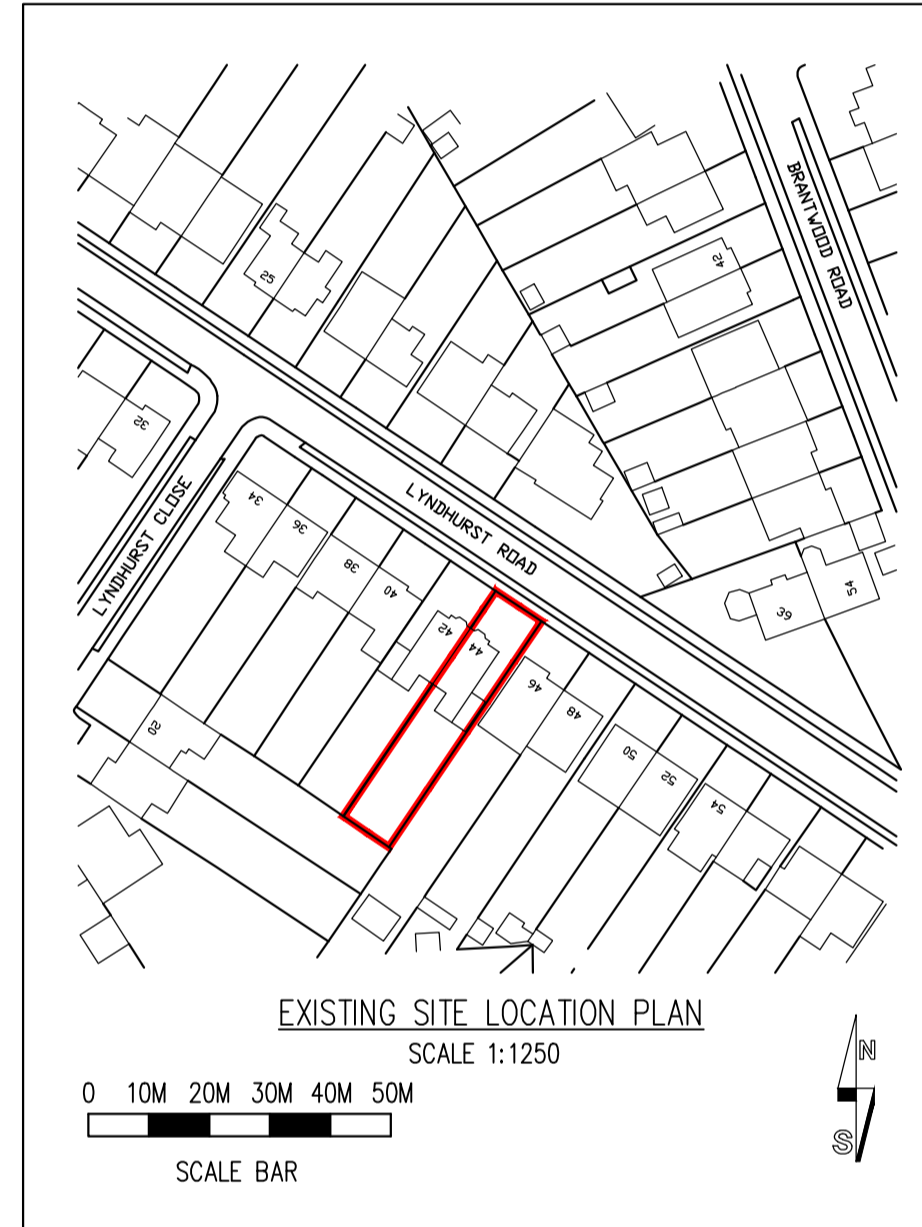 BRANTWOOD ROAD
42
25
32
LYNDHURST ROAD
LYNDHURST CLOSE
34
36
38
40
42
44
46
48
50
52
54
63
54
20
EXISTING SITE LOCATION PLAN
SCALE 1:1250
0 10M 20M 30M 40M 50M
SCALE BAR
N
S